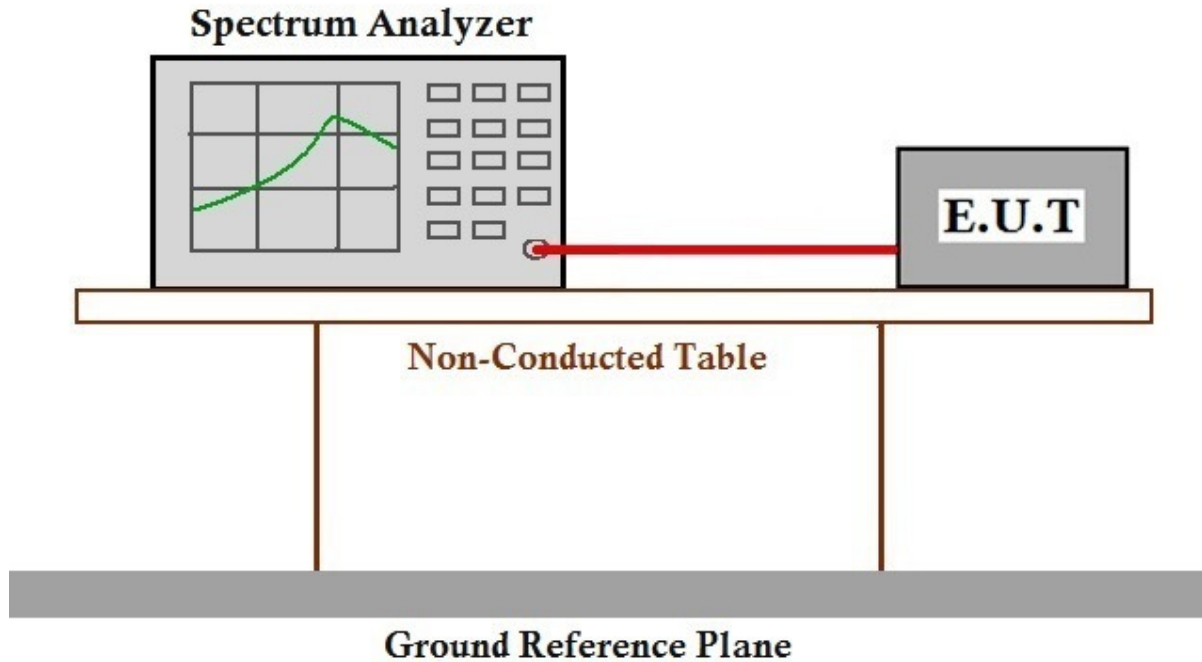 Spectrum Analyzer
E.U.T
Non-Conducted Table
Ground Reference Plane